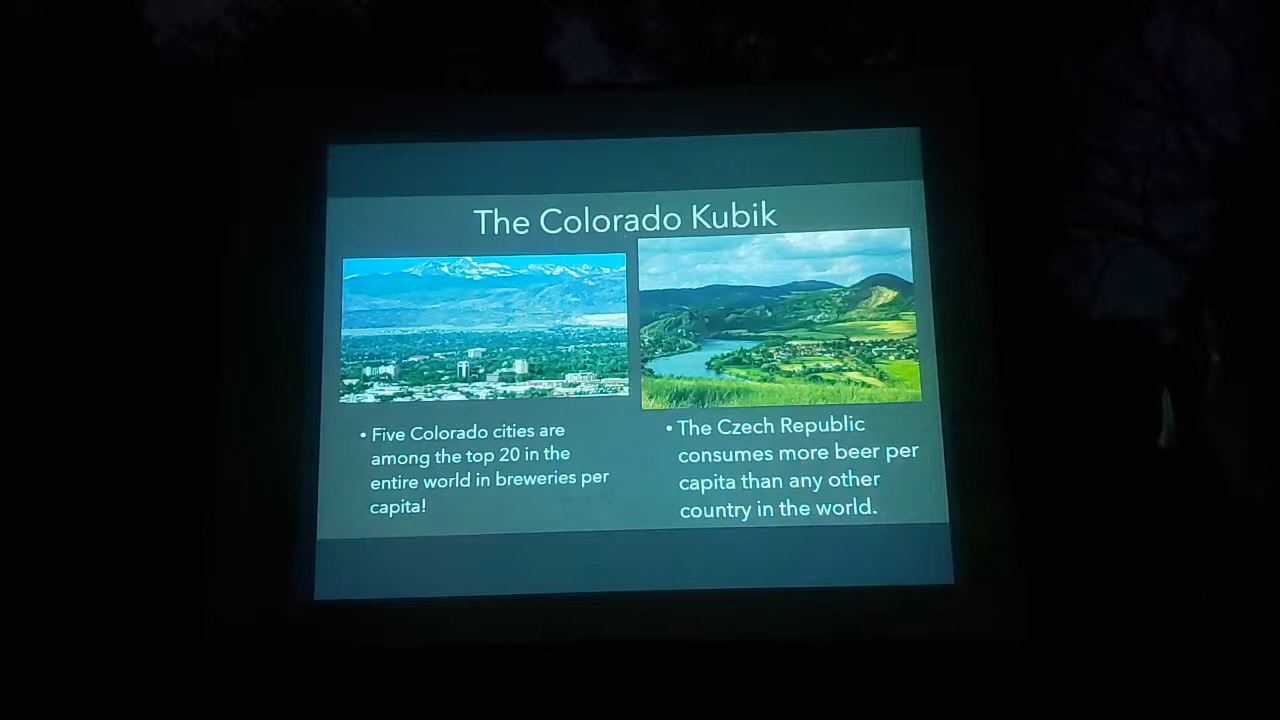 The Colorado Kubik
• Five Colorado cities are
among the top 20 in the
entire world in breweries per
capita!
• The Czech Republic
consumes more beer per
capita than any other
country in the world.